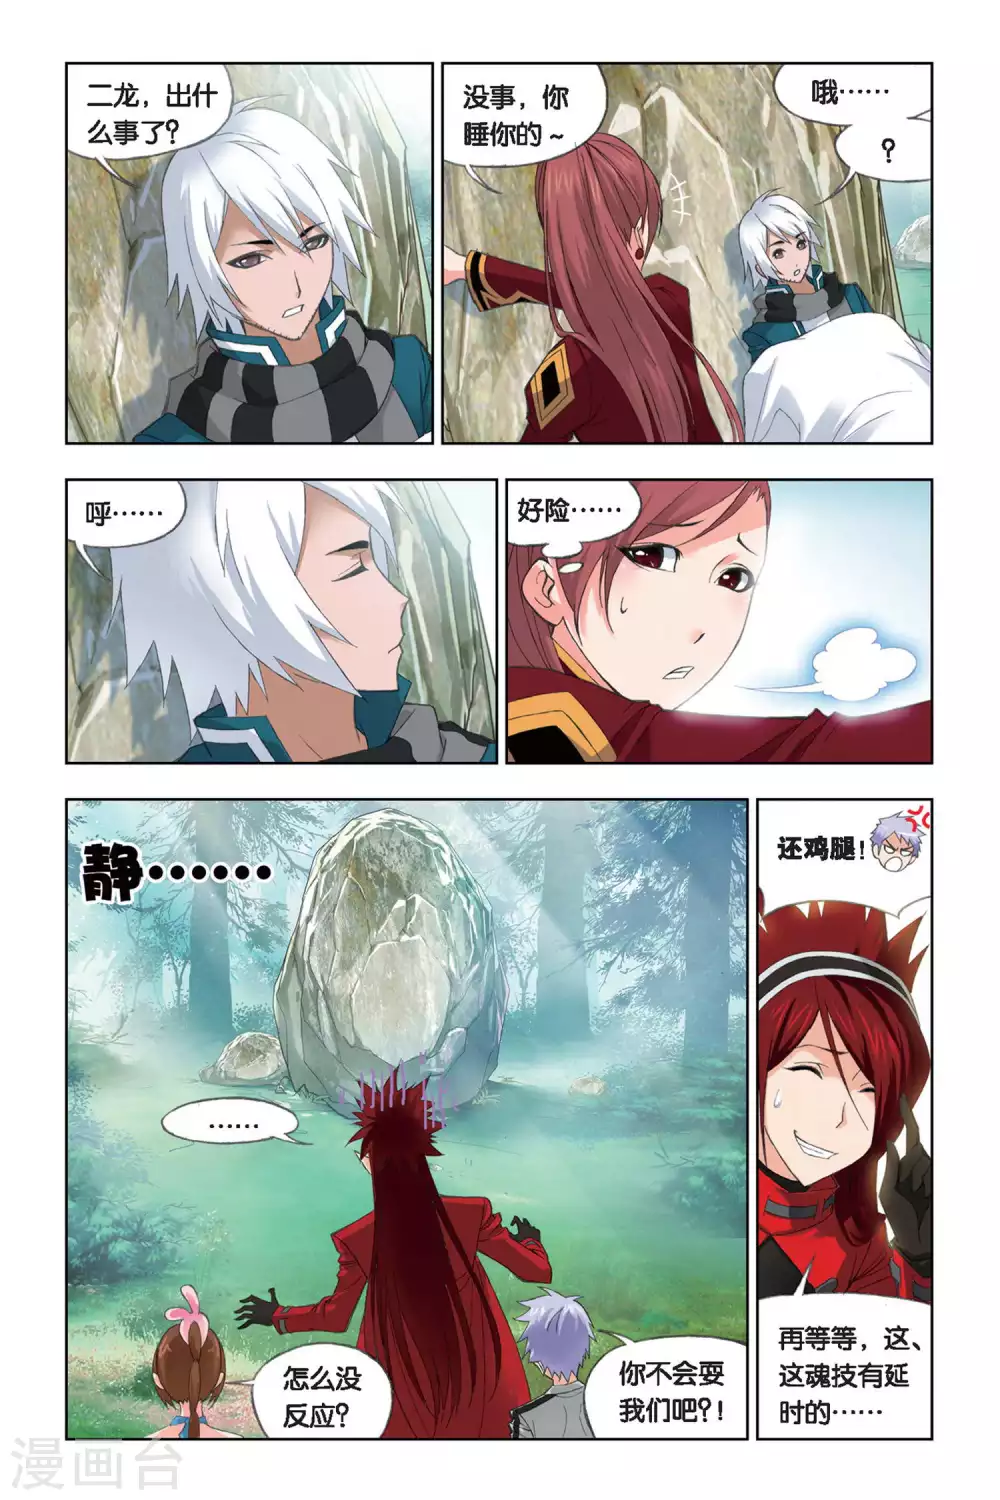 二龙，出什
么事了？
没事，你
睡你的～
哦……
？
呼……
好险……
静……
……
怎么没
反应？
你不会耍
我们吧？！
还鸡腿！
再等等，这、
这魂技有延
时的……
漫画台